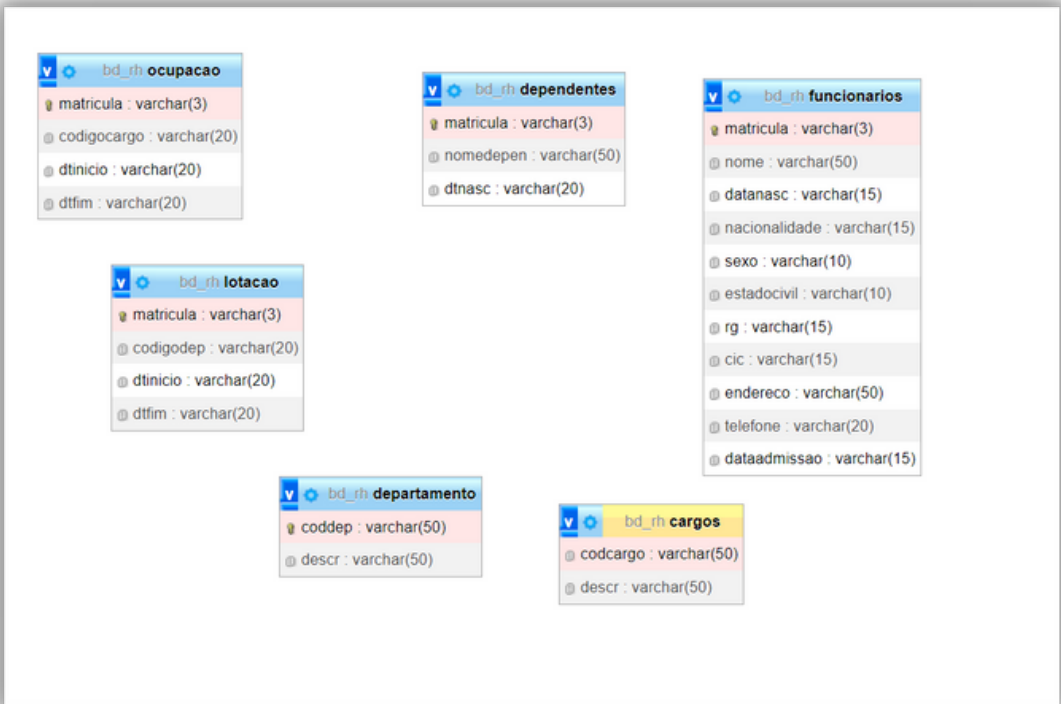 bd_rh ocupacao
matricula : varchar(3)
codigocargo : varchar(20)
dtinicio : varchar(20)
dtfim : varchar(20)
bd_rh dependentes
matricula : varchar(3)
nomedepen : varchar(50)
dtnasc : varchar(20)
bd_rh funcionarios
matricula : varchar(3)
nome : varchar(50)
datanasc : varchar(15)
nacionalidade : varchar(15)
sexo : varchar(10)
estadocivil : varchar(10)
rg : varchar(15)
cic : varchar(15)
endereco : varchar(50)
telefone : varchar(20)
dataadmissao : varchar(15)
bd_rh lotacao
matricula : varchar(3)
codigodep : varchar(20)
dtinicio : varchar(20)
dtfim : varchar(20)
bd_rh departamento
coddep : varchar(50)
descr : varchar(50)
bd_rh cargos
codcargo : varchar(50)
descr : varchar(50)